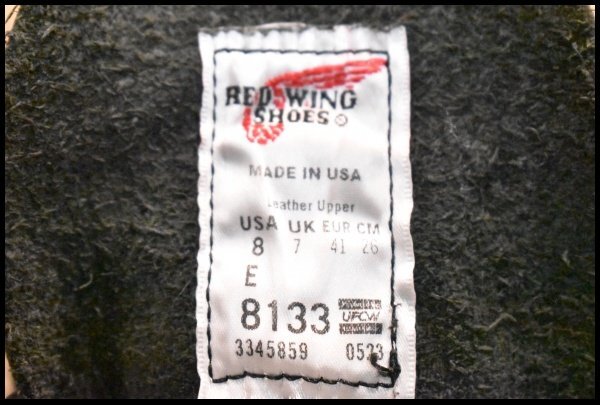 RED WING
SHOES
MADE IN USA
Leather Upper
USA UK EUR CM
8 7 41 26
E
8133 UFCW
3345859